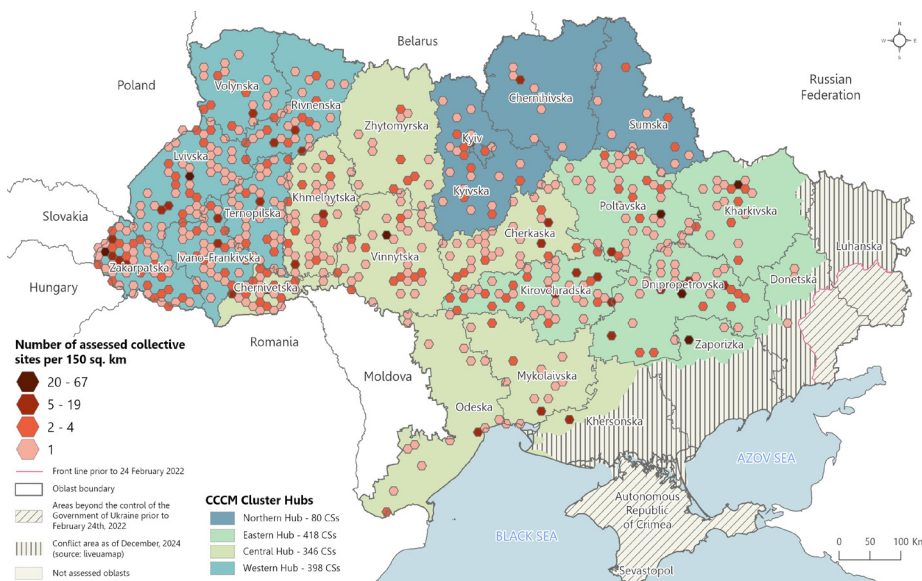 Belarus
Poland
Russian
Federation
Volynska
Rivnenska
Chernihivska
Sumska
Zhytomyrska
Kyiv
Lvivska
Kyivska
Khmelnytska
Ternopilska
Poltavska
Kharkivska
Slovakia
Cherkaska
Luhanska
Ivano-Frankivska
Vinnytska
Zakarpatska
Hungary
Chernivetska
Kirovohradska
Dnipropetrovska
Donetska
Romania
Zaporizka
Moldova
Mykolaivska
Odeska
Khersonska
AZOV SEA
Autonomous
Republic
of Crimea
BLACK SEA
Sevastopol
N
W
E
S
Number of assessed collective
sites per 150 sq. km
20 - 67
5 - 19
2 - 4
1
Front line prior to 24 February 2022
Oblast boundary
Areas beyond the control of the
Government of Ukraine prior to
February 24th, 2022
Conflict area as of December, 2024
(source: liveuamap)
Not assessed oblasts
CCCM Cluster Hubs
Northern Hub - 80 CSs
Eastern Hub - 418 CSs
Central Hub - 346 CSs
Western Hub - 398 CSs
0 50 100 Km